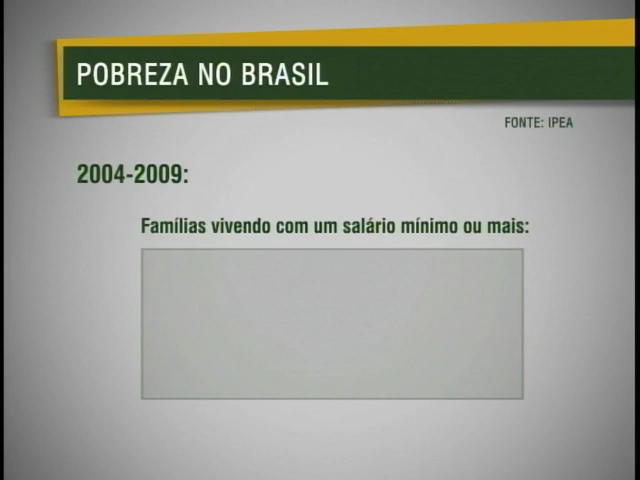 POBREZA NO BRASIL
FONTE: IPEA
2004-2009:
Famílias vivendo com um salário mínimo ou mais: